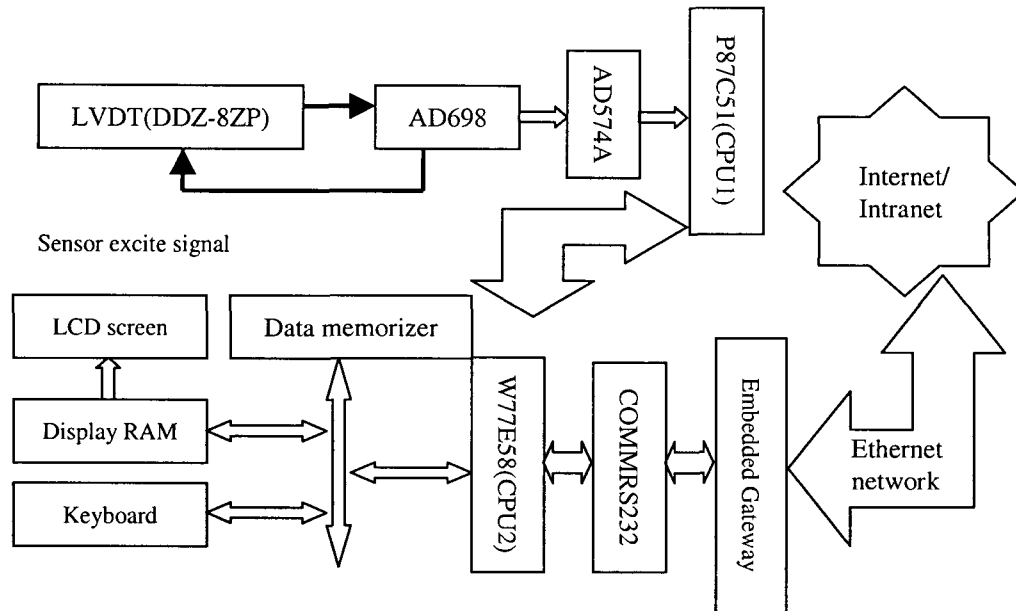 LVDT(DDZ-8ZP)
AD698
AD574A
P87C51(CPU1)
Internet/
Intranet
Sensor excite signal
LCD screen
Data memorizer
Display RAM
Keyboard
W77E58(CPU2)
COMMRS232
Embedded Gateway
Ethernet
network